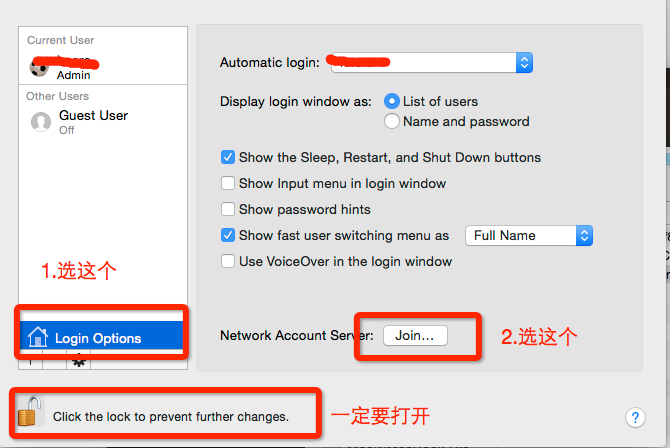 Current User
Admin
Other Users
Guest User
Off
1.选这个
Login Options
Automatic login:
Display login window as:
List of users
Name and password
Show the Sleep, Restart, and Shut Down buttons
Show Input menu in login window
Show password hints
Show fast user switching menu as
Full Name
Use VoiceOver in the login window
Network Account Server:
Join...
2.选这个
Click the lock to prevent further changes.
一定要打开
?